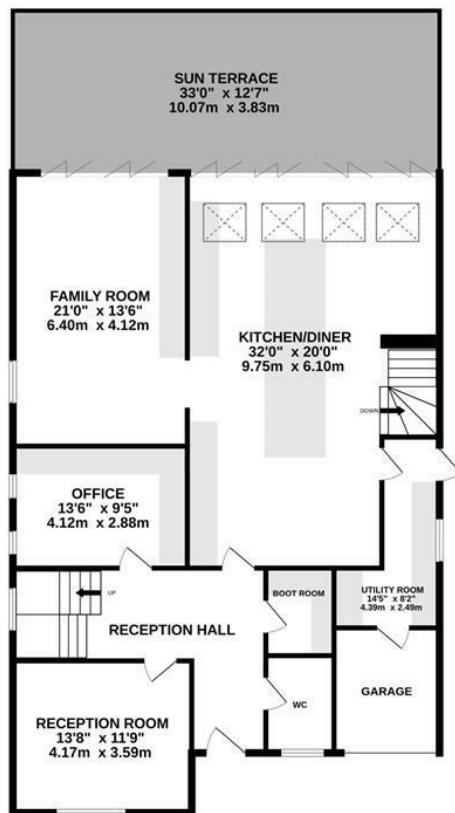 SUN TERRACE
33'0" x 12'7"
10.07m x 3.83m
FAMILY ROOM
21'0" x 13'6"
6.40m x 4.12m
KITCHEN/DINER
32'0" x 20'0"
9.75m x 6.10m
DOWN
OFFICE
13'6" x 9'5"
4.12m x 2.88m
UP
RECEPTION HALL
BOOT ROOM
UTILITY ROOM
14'5" x 8'2"
4.39m x 2.49m
WC
GARAGE
RECEPTION ROOM
13'8" x 11'9"
4.17m x 3.59m